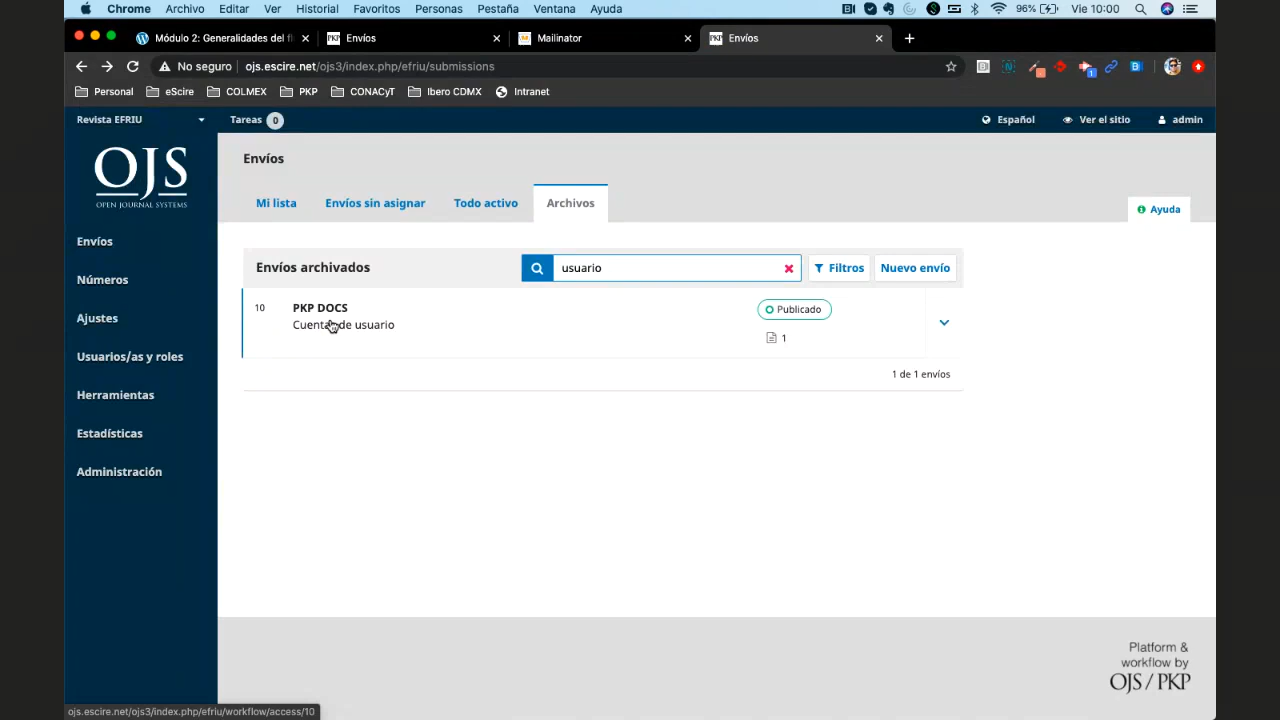 Chrome Archivo Editar Ver Historial Favoritos Personas Pestaña Ventana Ayuda 96% Vie 10:00
Módulo 2: Generalidades del fl
PKP Envíos
Mailinator
PKP Envíos
No seguro ojs.escire.net/ojs3/index.php/efriu/submissions
Personal eScire COLMEX PKP CONACyT Ibero CDMX Intranet
Revista EFRIU Tareas 0 Español Ver el sitio admin
OJS
OPEN JOURNAL SYSTEMS
Envíos
Números
Ajustes
Usuarios/as y roles
Herramientas
Estadísticas
Administración
Envíos
Mi lista Envíos sin asignar Todo activo Archivos
Ayuda
Envíos archivados usuario Filtros Nuevo envío
10 PKP DOCS Publicado
Cuenta de usuario
1
1 de 1 envíos
Platform &
workflow by
OJS / PKP
ojs.escire.net/ojs3/index.php/efriu/workflow/access/10